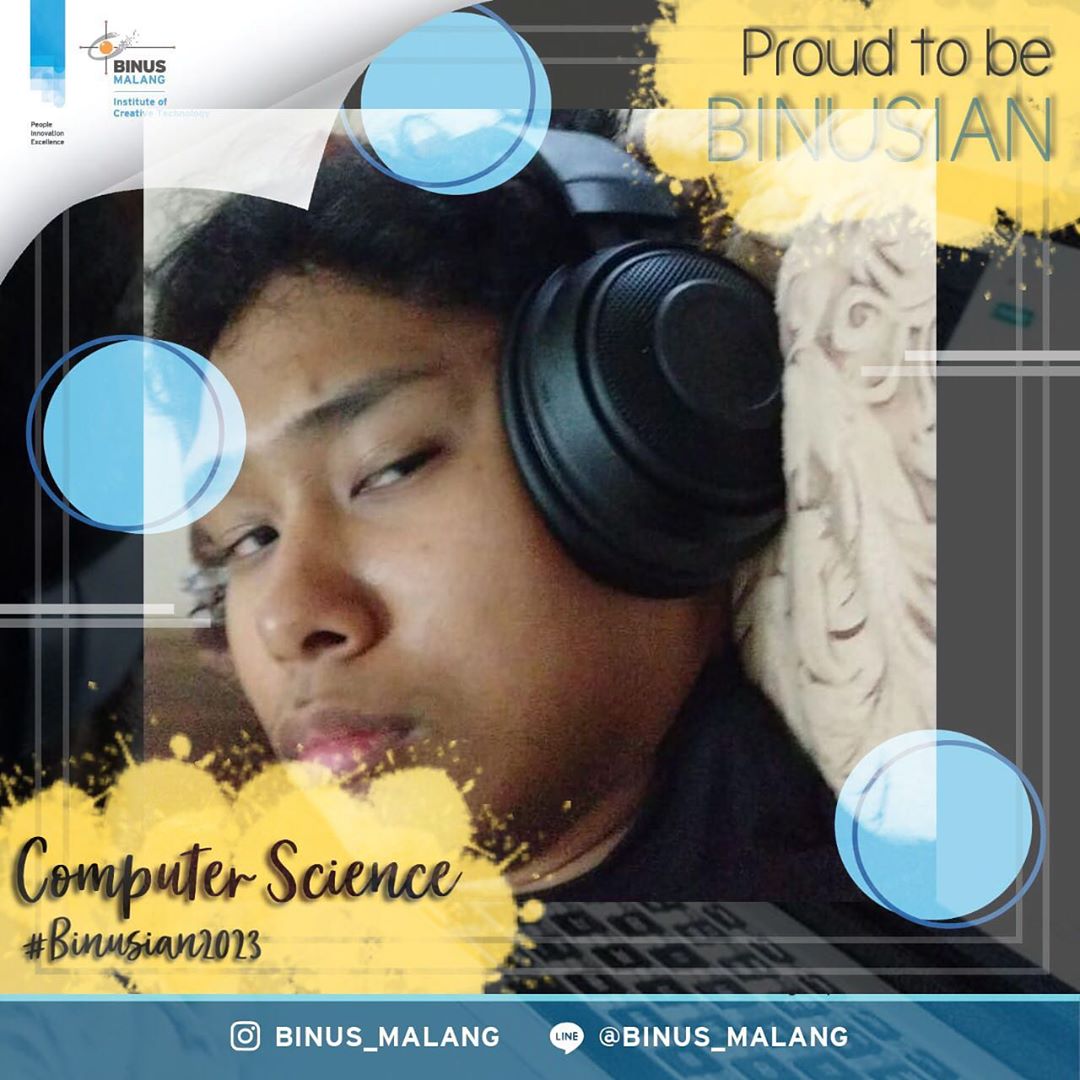 BINUS
MALANG
Institute of
Creative Technology
People
Innovation
Excellence
Proud to be
BINUSIAN
Computer Science
#Binusian2023
BINUS_MALANG
LINE
@BINUS_MALANG